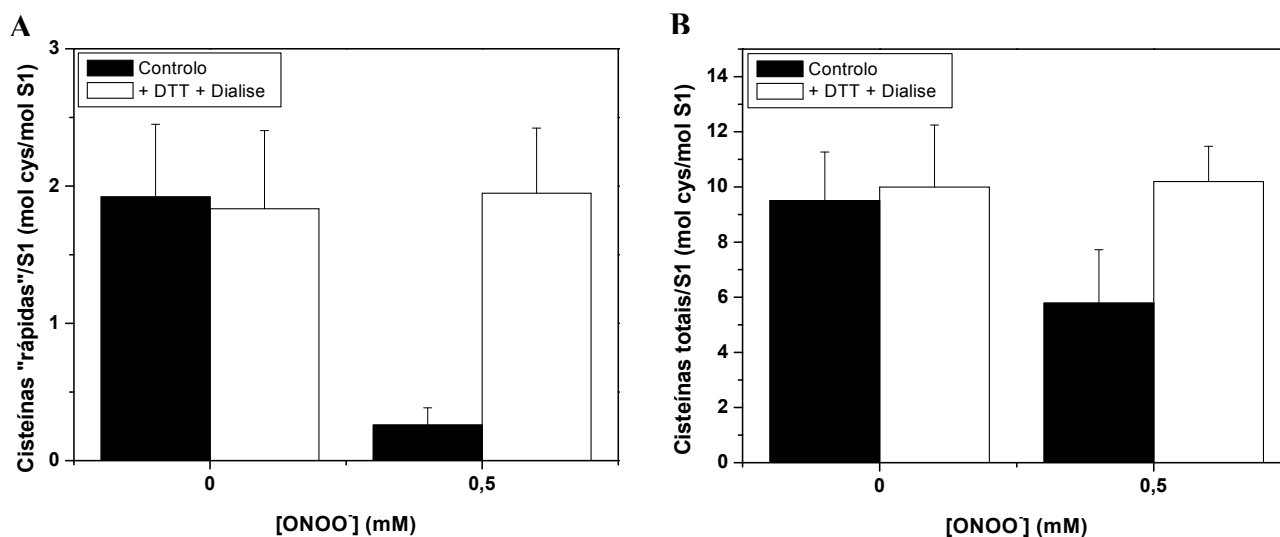 A
Cisteínas "rápidas"/S1 (mol cys/mol S1)
3
2
1
0
Controlo
+ DTT + Dialise
0
0,5
[ONOO⁻] (mM)
B
Cisteínas totais/S1 (mol cys/mol S1)
14
12
10
8
6
4
2
0
Controlo
+ DTT + Dialise
0
0,5
[ONOO⁻] (mM)